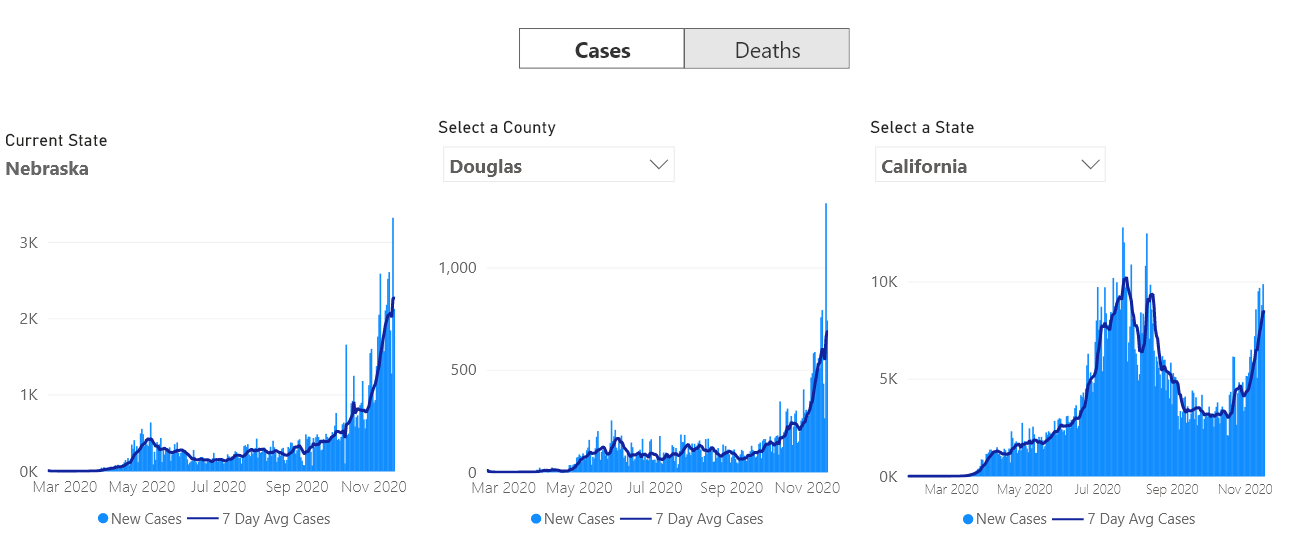 Cases Deaths
Current State
Nebraska
3K
2K
1K
0K
Mar 2020 May 2020 Jul 2020 Sep 2020 Nov 2020
New Cases 7 Day Avg Cases
Select a County
Douglas
1,000
500
0
Mar 2020 May 2020 Jul 2020 Sep 2020 Nov 2020
New Cases 7 Day Avg Cases
Select a State
California
10K
5K
0K
Mar 2020 May 2020 Jul 2020 Sep 2020 Nov 2020
New Cases 7 Day Avg Cases